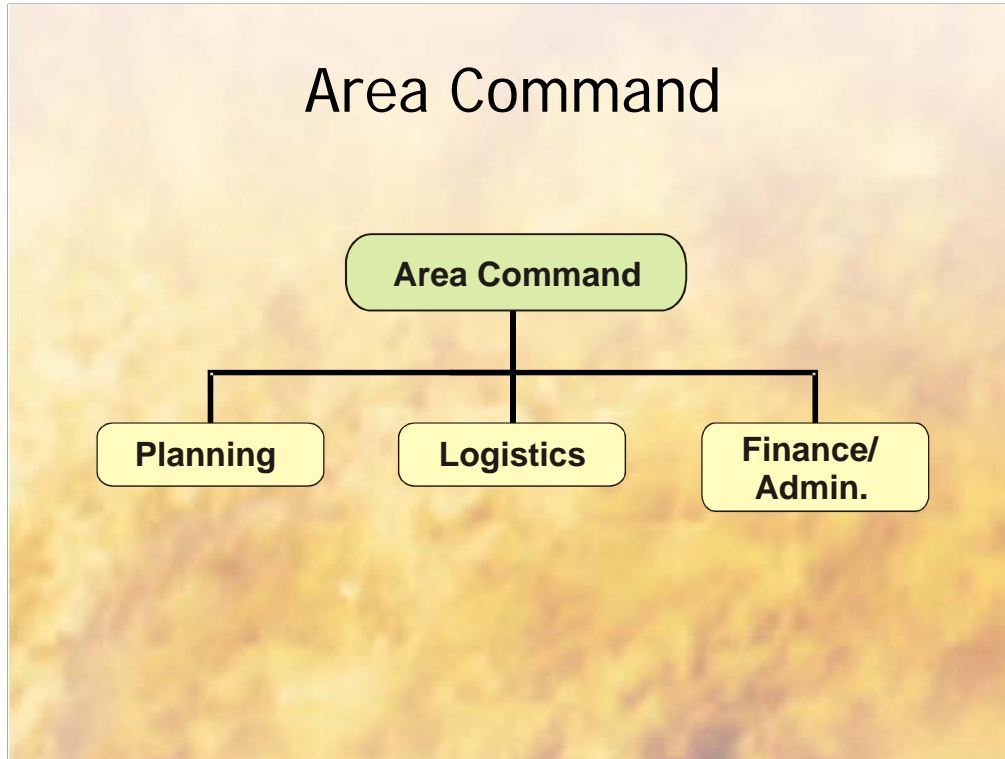 Area Command
Area Command
Planning
Logistics
Finance/
Admin.